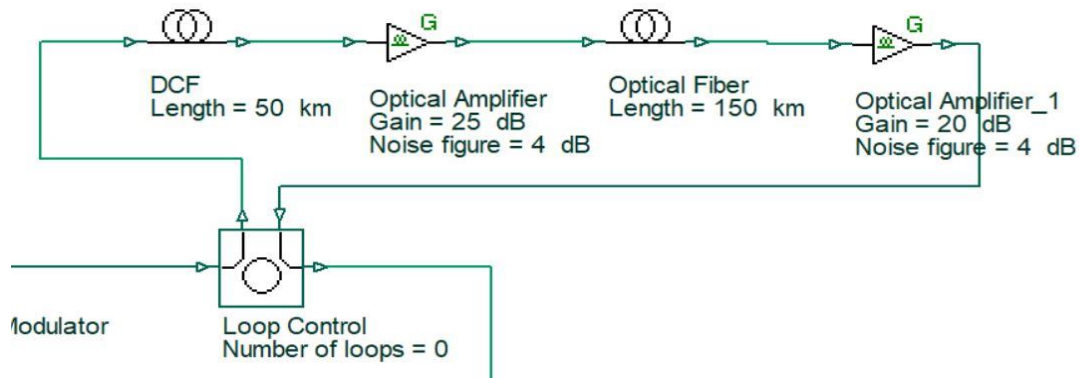 G
G
DCF
Length = 50 km
Optical Amplifier
Gain = 25 dB
Noise figure = 4 dB
Optical Fiber
Length = 150 km
Optical Amplifier_1
Gain = 20 dB
Noise figure = 4 dB
Loop Control
Number of loops = 0